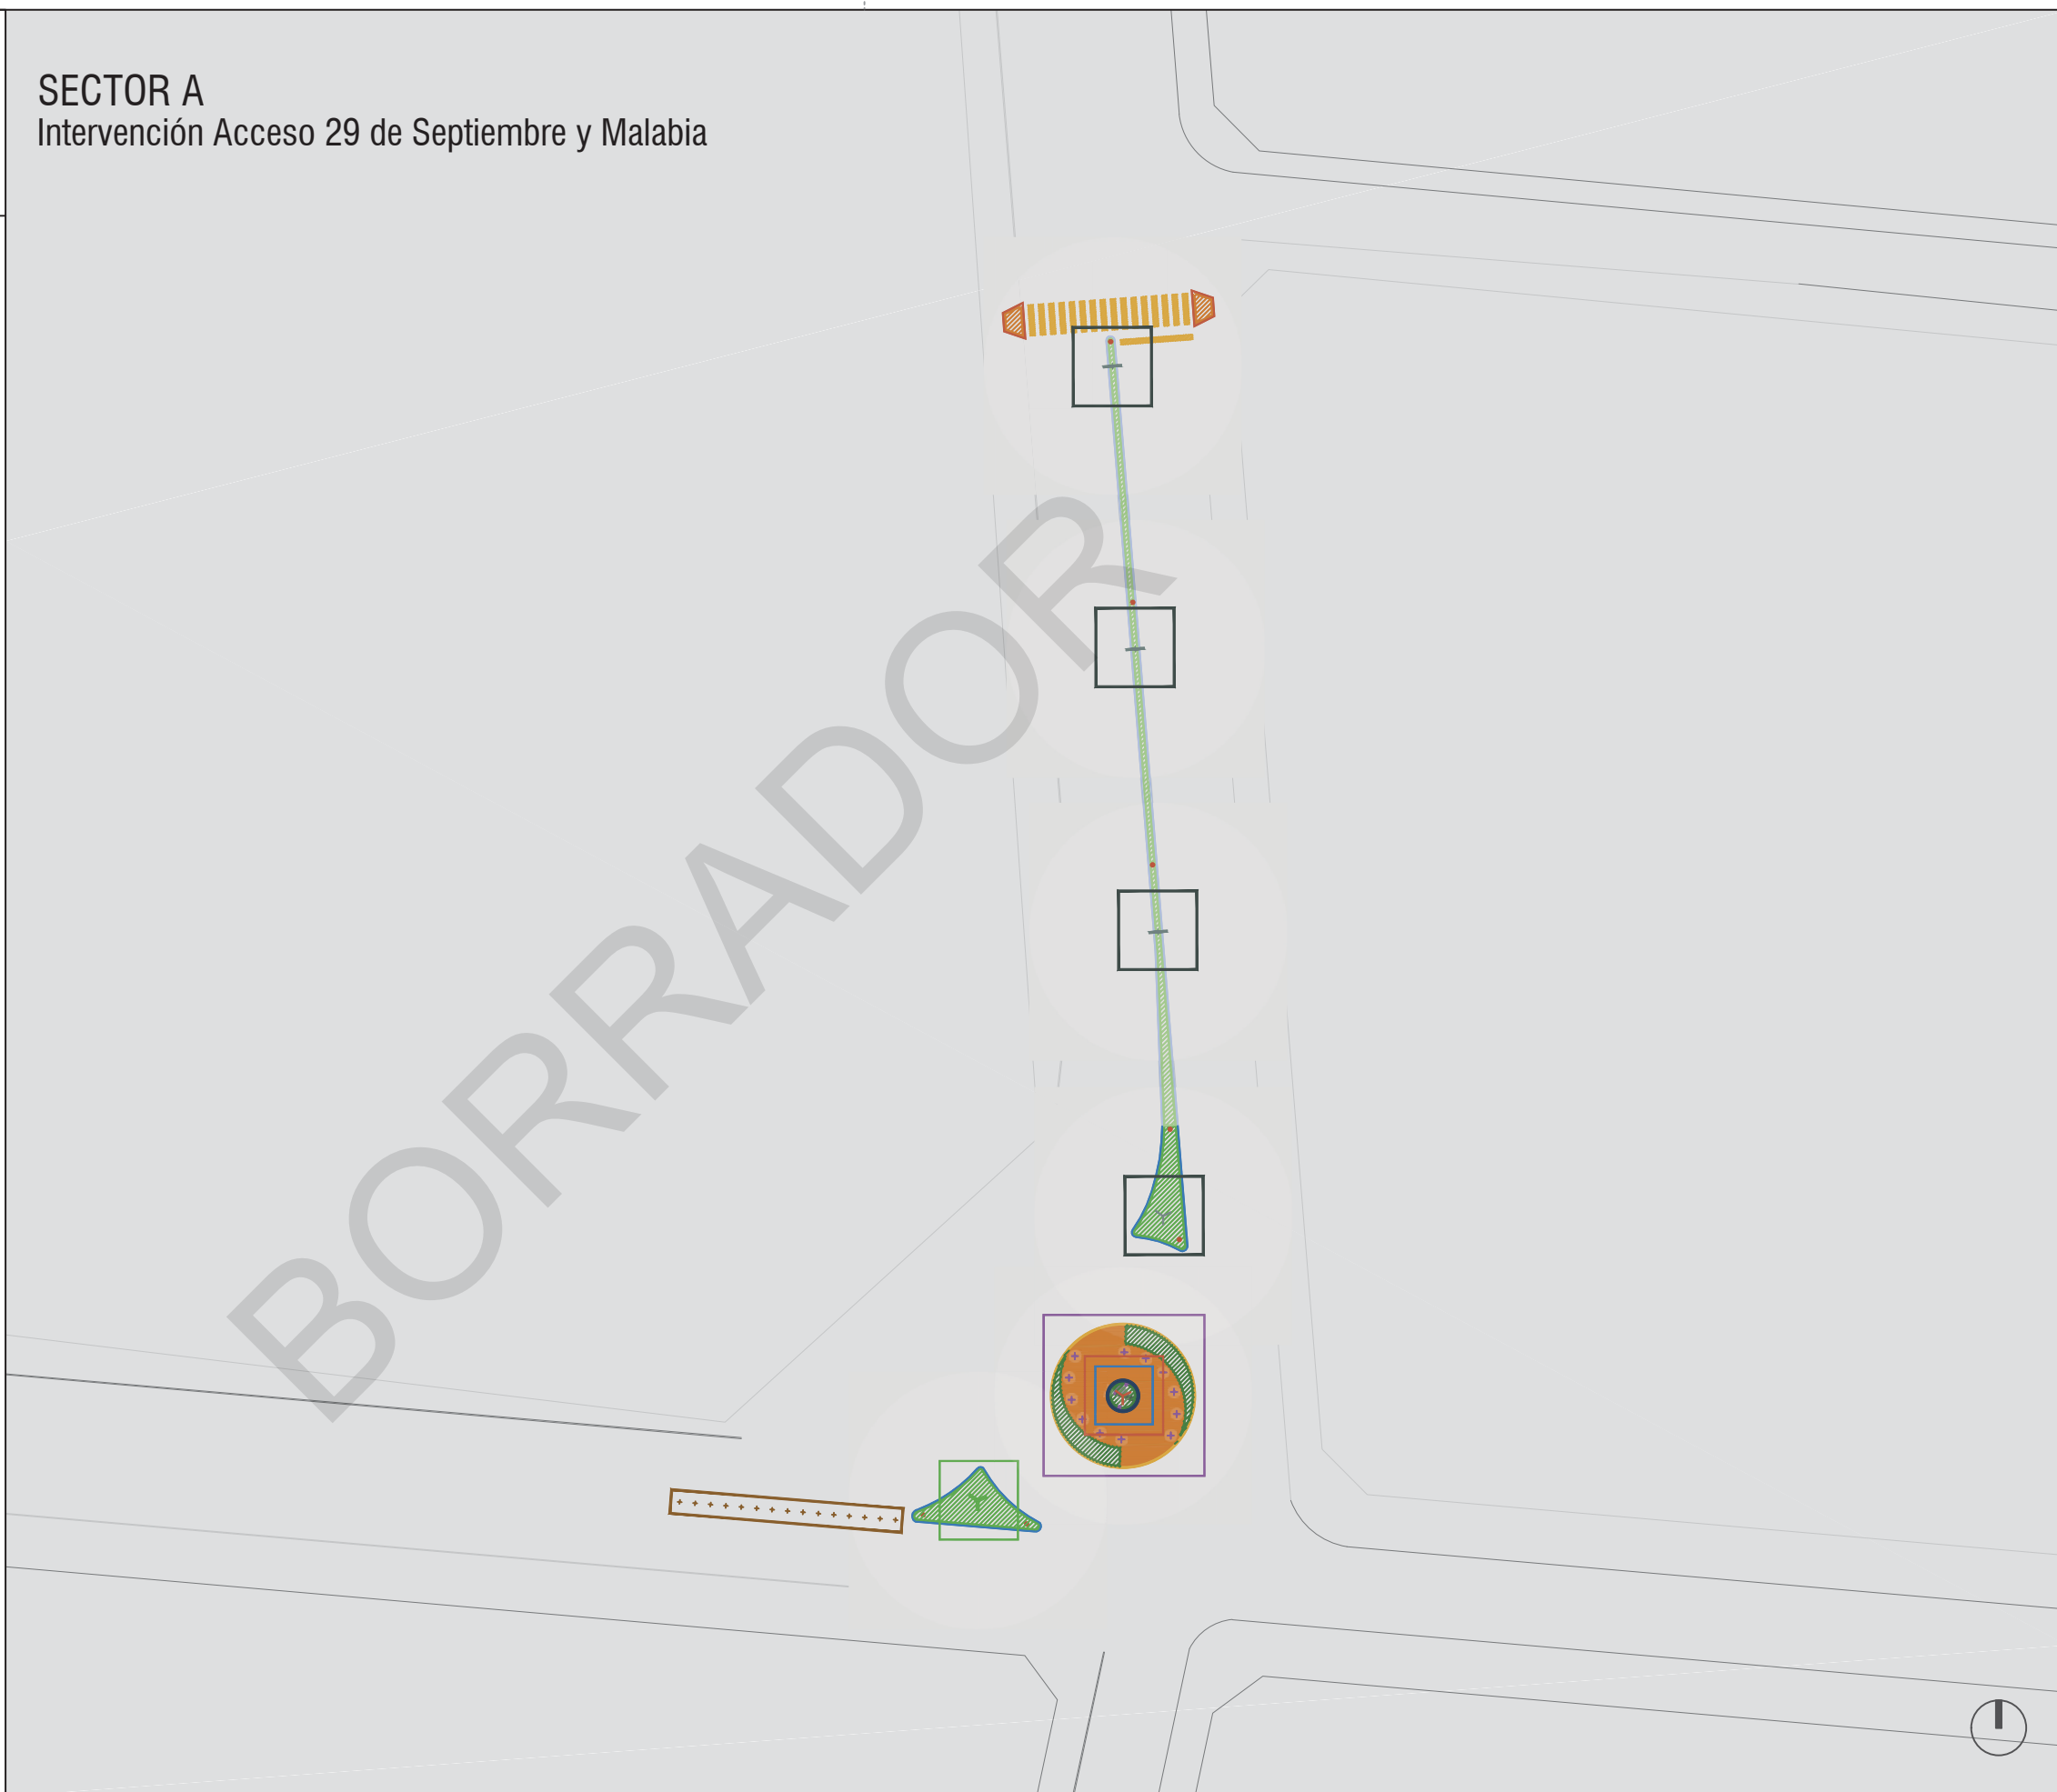 SECTOR A
Intervención Acceso 29 de Septiembre y Malabia
BORRADOR